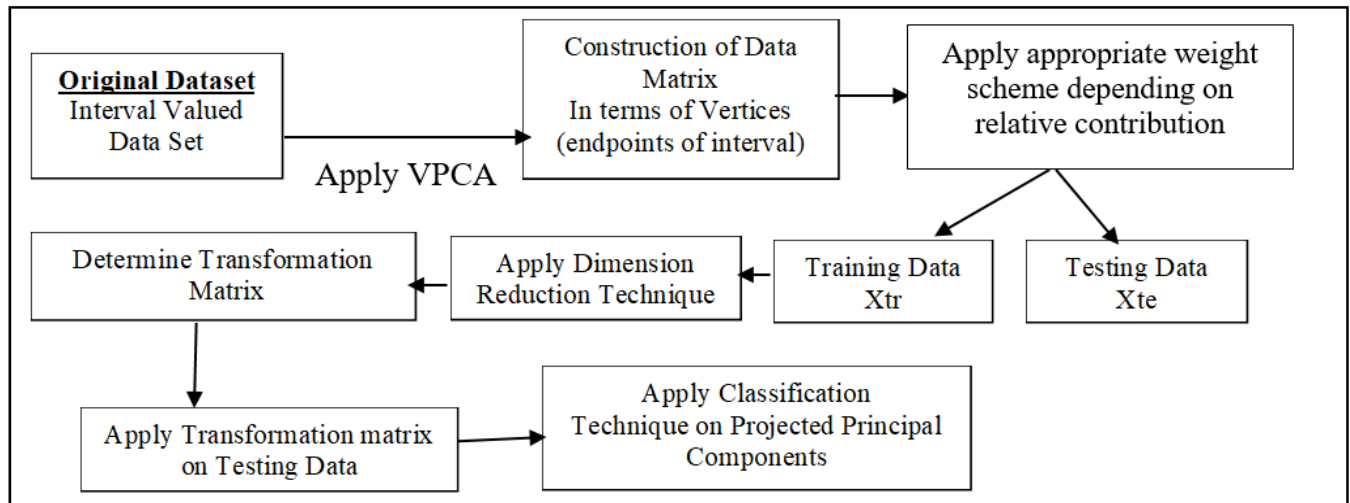 Original Dataset
Interval Valued
Data Set
Apply VPCA
Construction of Data
Matrix
In terms of Vertices
(endpoints of interval)
Apply appropriate weight
scheme depending on
relative contribution
Determine Transformation
Matrix
Apply Dimension
Reduction Technique
Training Data
Xtr
Testing Data
Xte
Apply Transformation matrix
on Testing Data
Apply Classification
Technique on Projected Principal
Components